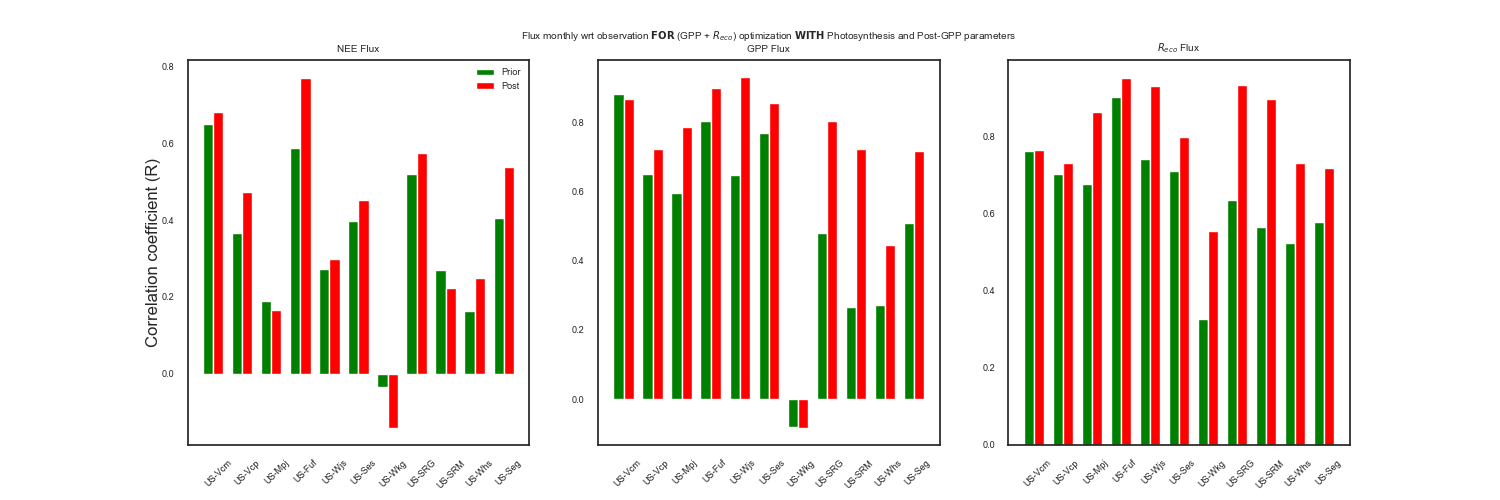 Flux monthly wrt observation FOR (GPP + Reco) optimization WITH Photosynthesis and Post-GPP parameters
NEE Flux
GPP Flux
Reco Flux
Prior
Post
Correlation coefficient (R)
0.8
0.6
0.4
0.2
0.0
US-Vcm
US-Vcp
US-Mpj
US-Fuf
US-Wjs
US-Ses
US-Wkg
US-SRG
US-SRM
US-Whs
US-Seg
0.8
0.6
0.4
0.2
0.0
US-Vcm
US-Vcp
US-Mpj
US-Fuf
US-Wjs
US-Ses
US-Wkg
US-SRG
US-SRM
US-Whs
US-Seg
0.8
0.6
0.4
0.2
0.0
US-Vcm
US-Vcp
US-Mpj
US-Fuf
US-Wjs
US-Ses
US-Wkg
US-SRG
US-SRM
US-Whs
US-Seg